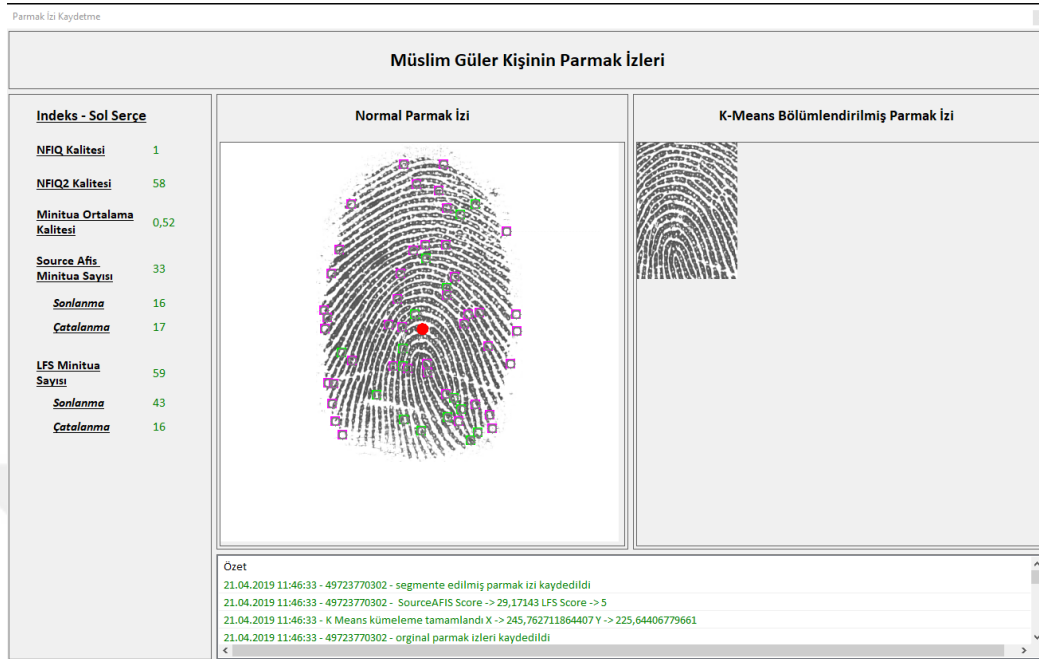 Parmak İzi Kaydetme
Müslim Güler Kişinin Parmak İzleri
Indeks - Sol Serçe
NFIQ Kalitesi 1
NFIQ2 Kalitesi 58
Minitua Ortalama
Kalitesi 0,52
Source Afis
Minitua Sayısı 33
Sonlanma 16
Çatalanma 17
LFS Minitua
Sayısı 59
Sonlanma 43
Çatalanma 16
Normal Parmak İzi
K-Means Bölümlendirilmiş Parmak İzi
Özet
21.04.2019 11:46:33 - 49723770302 - segmente edilmiş parmak izi kaydedildi
21.04.2019 11:46:33 - 49723770302 - SourceAFIS Score -> 29,17143 LFS Score -> 5
21.04.2019 11:46:33 - K Means kümeleme tamamlandı X -> 245,762711864407 Y -> 225,64406779661
21.04.2019 11:46:33 - 49723770302 - orginal parmak izleri kaydedildi